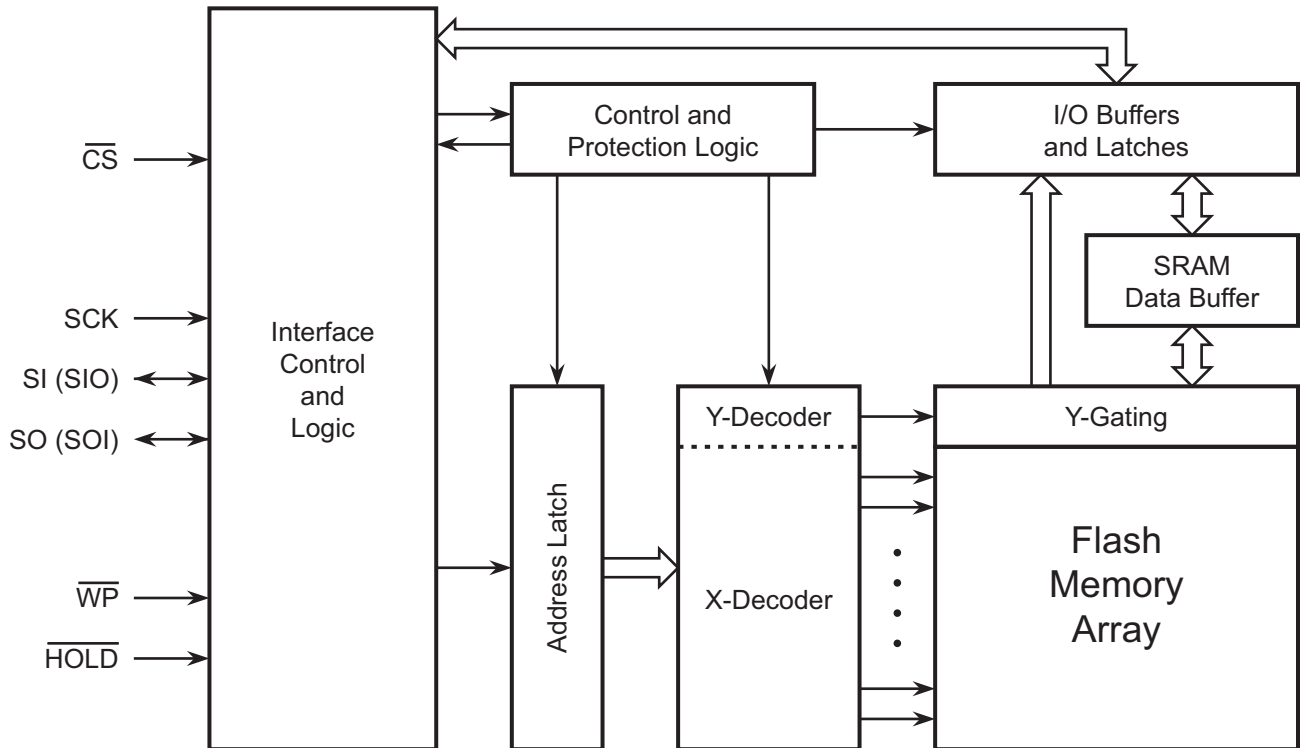 CS
SCK
SI (SIO)
SO (SOI)
WP
HOLD
Interface
Control
and
Logic
Control and
Protection Logic
I/O Buffers
and Latches
SRAM
Data Buffer
Address Latch
Y-Decoder
X-Decoder
Y-Gating
Flash
Memory
Array